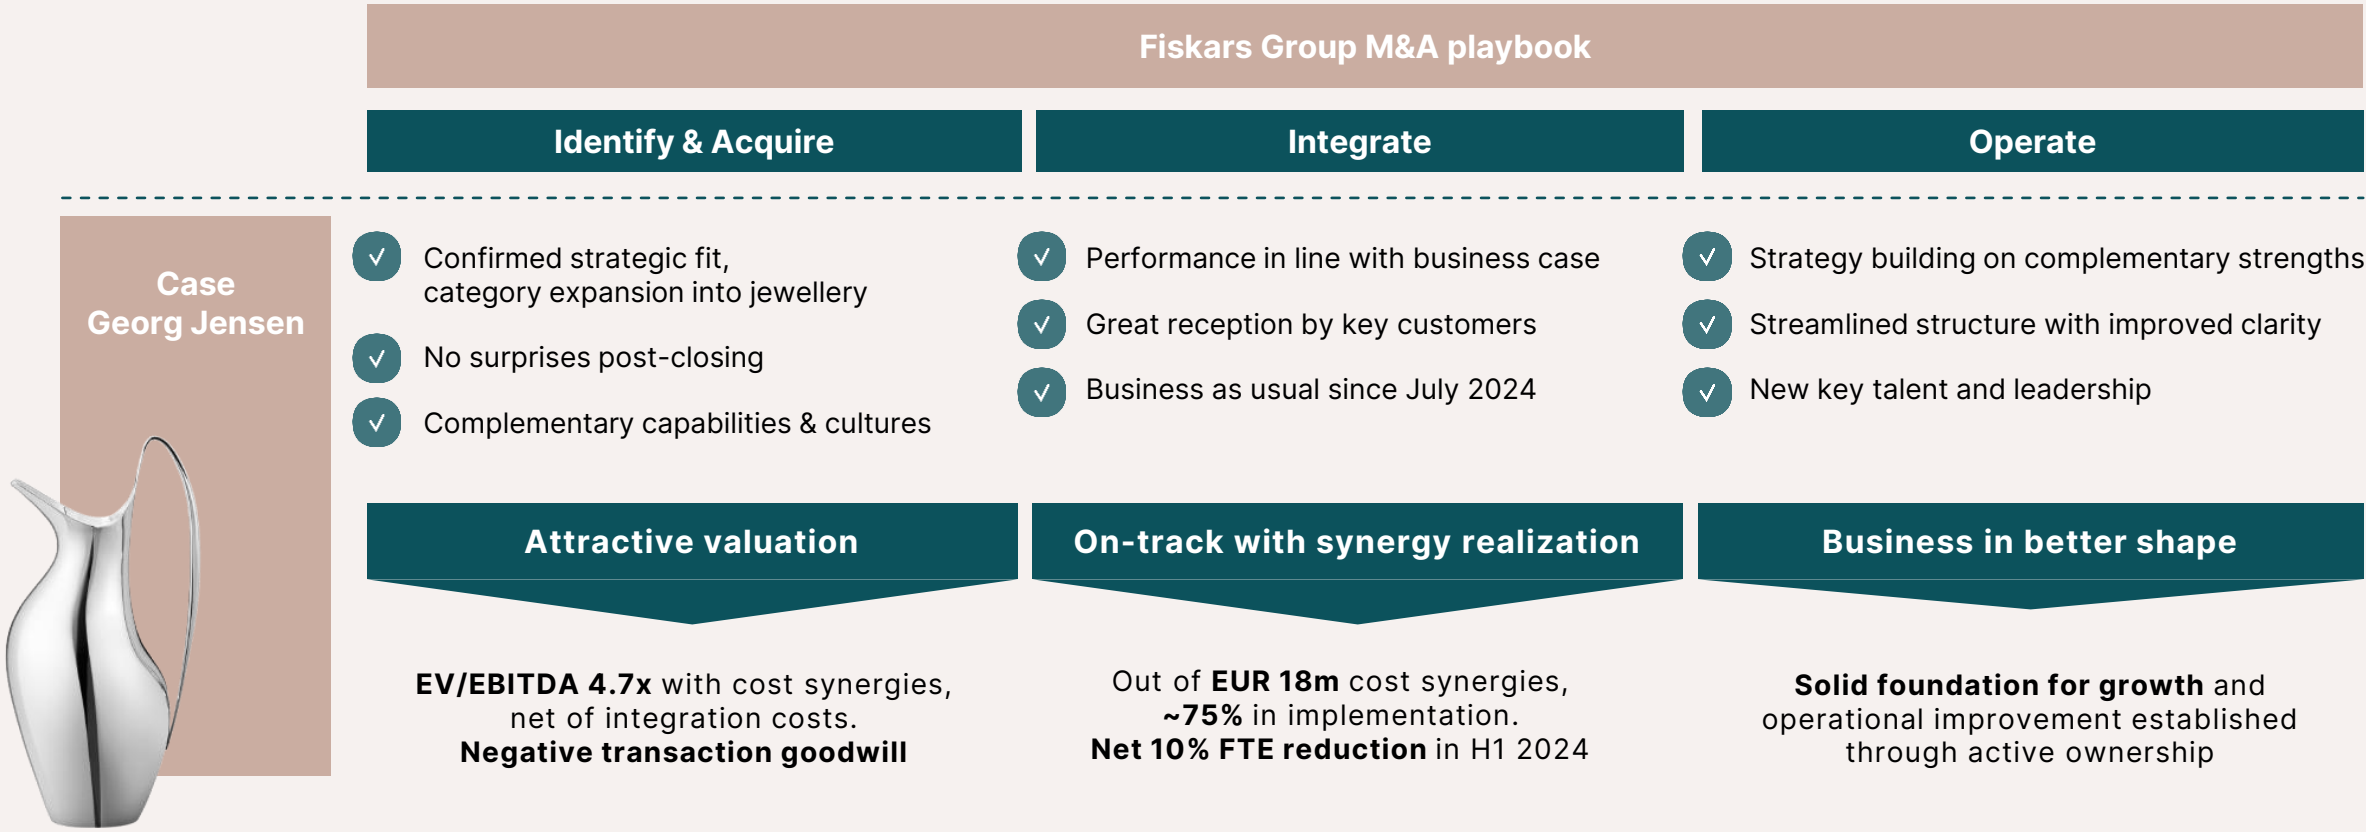 Fiskars Group M&A playbook
Identify & Acquire
Integrate
Operate
Case
Georg Jensen
Confirmed strategic fit,
category expansion into jewellery
No surprises post-closing
Complementary capabilities & cultures
Performance in line with business case
Great reception by key customers
Business as usual since July 2024
Strategy building on complementary strengths
Streamlined structure with improved clarity
New key talent and leadership
Attractive valuation
On-track with synergy realization
Business in better shape
EV/EBITDA 4.7x with cost synergies,
net of integration costs.
Negative transaction goodwill
Out of EUR 18m cost synergies,
~75% in implementation.
Net 10% FTE reduction in H1 2024
Solid foundation for growth and
operational improvement established
through active ownership